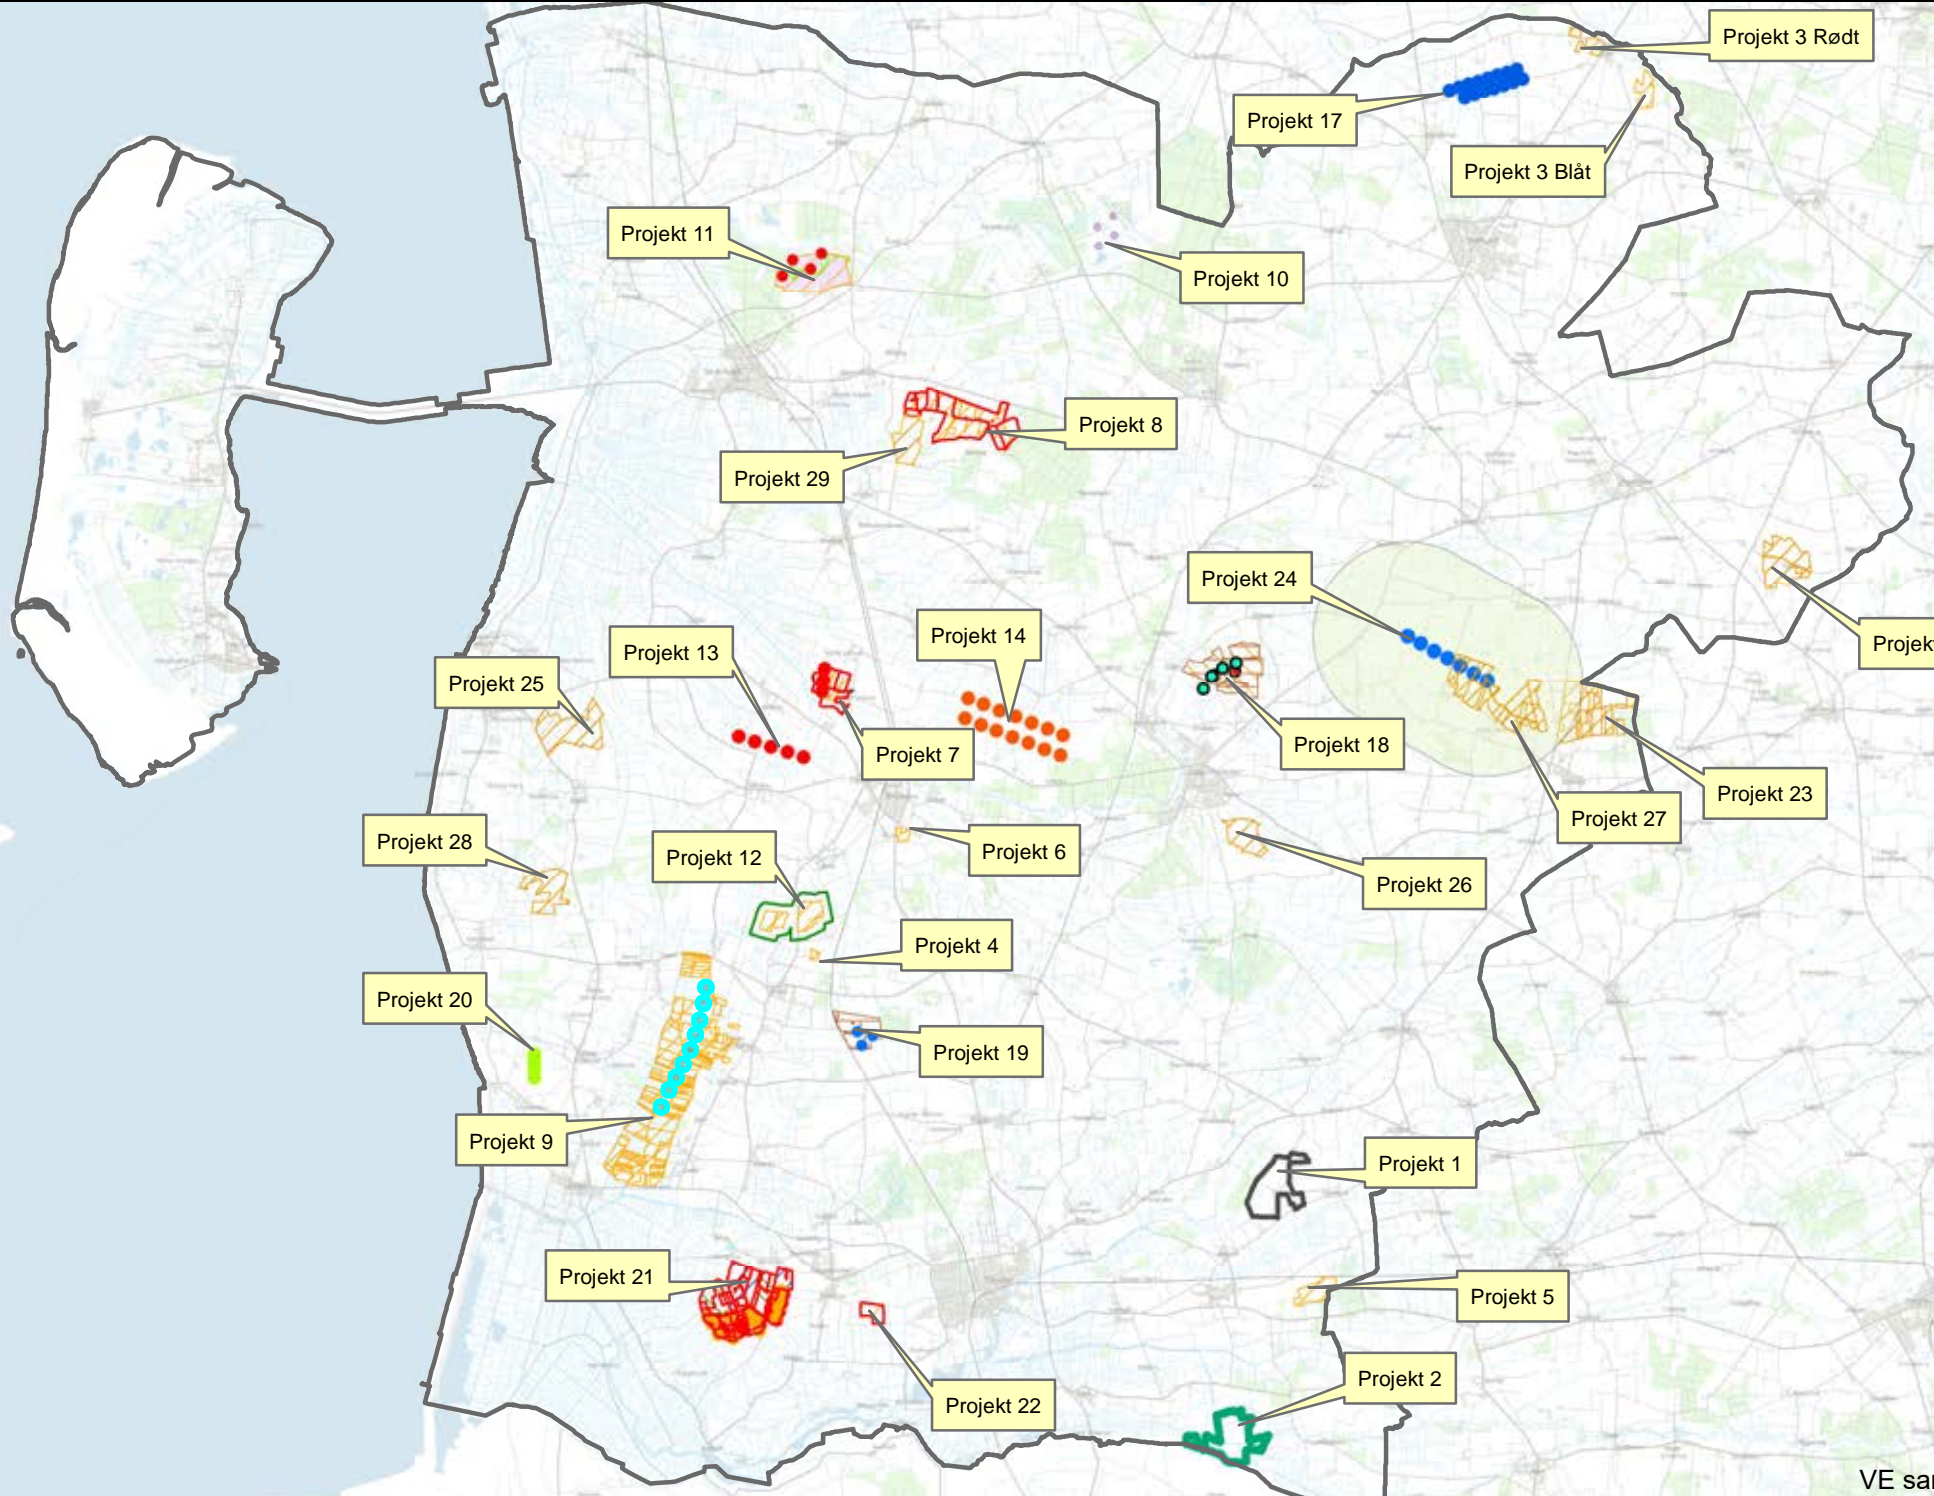 Projekt 3 Rødt
Projekt 17
Projekt 3 Blåt
Projekt 11
Projekt 10
Projekt 8
Projekt 29
Projekt 24
Projekt 14
Projekt 13
Projekt
Projekt 25
Projekt 7
Projekt 18
Projekt 23
Projekt 27
Projekt 28
Projekt 12
Projekt 6
Projekt 26
Projekt 4
Projekt 20
Projekt 19
Projekt 9
Projekt 1
Projekt 21
Projekt 5
Projekt 2
Projekt 22
VE